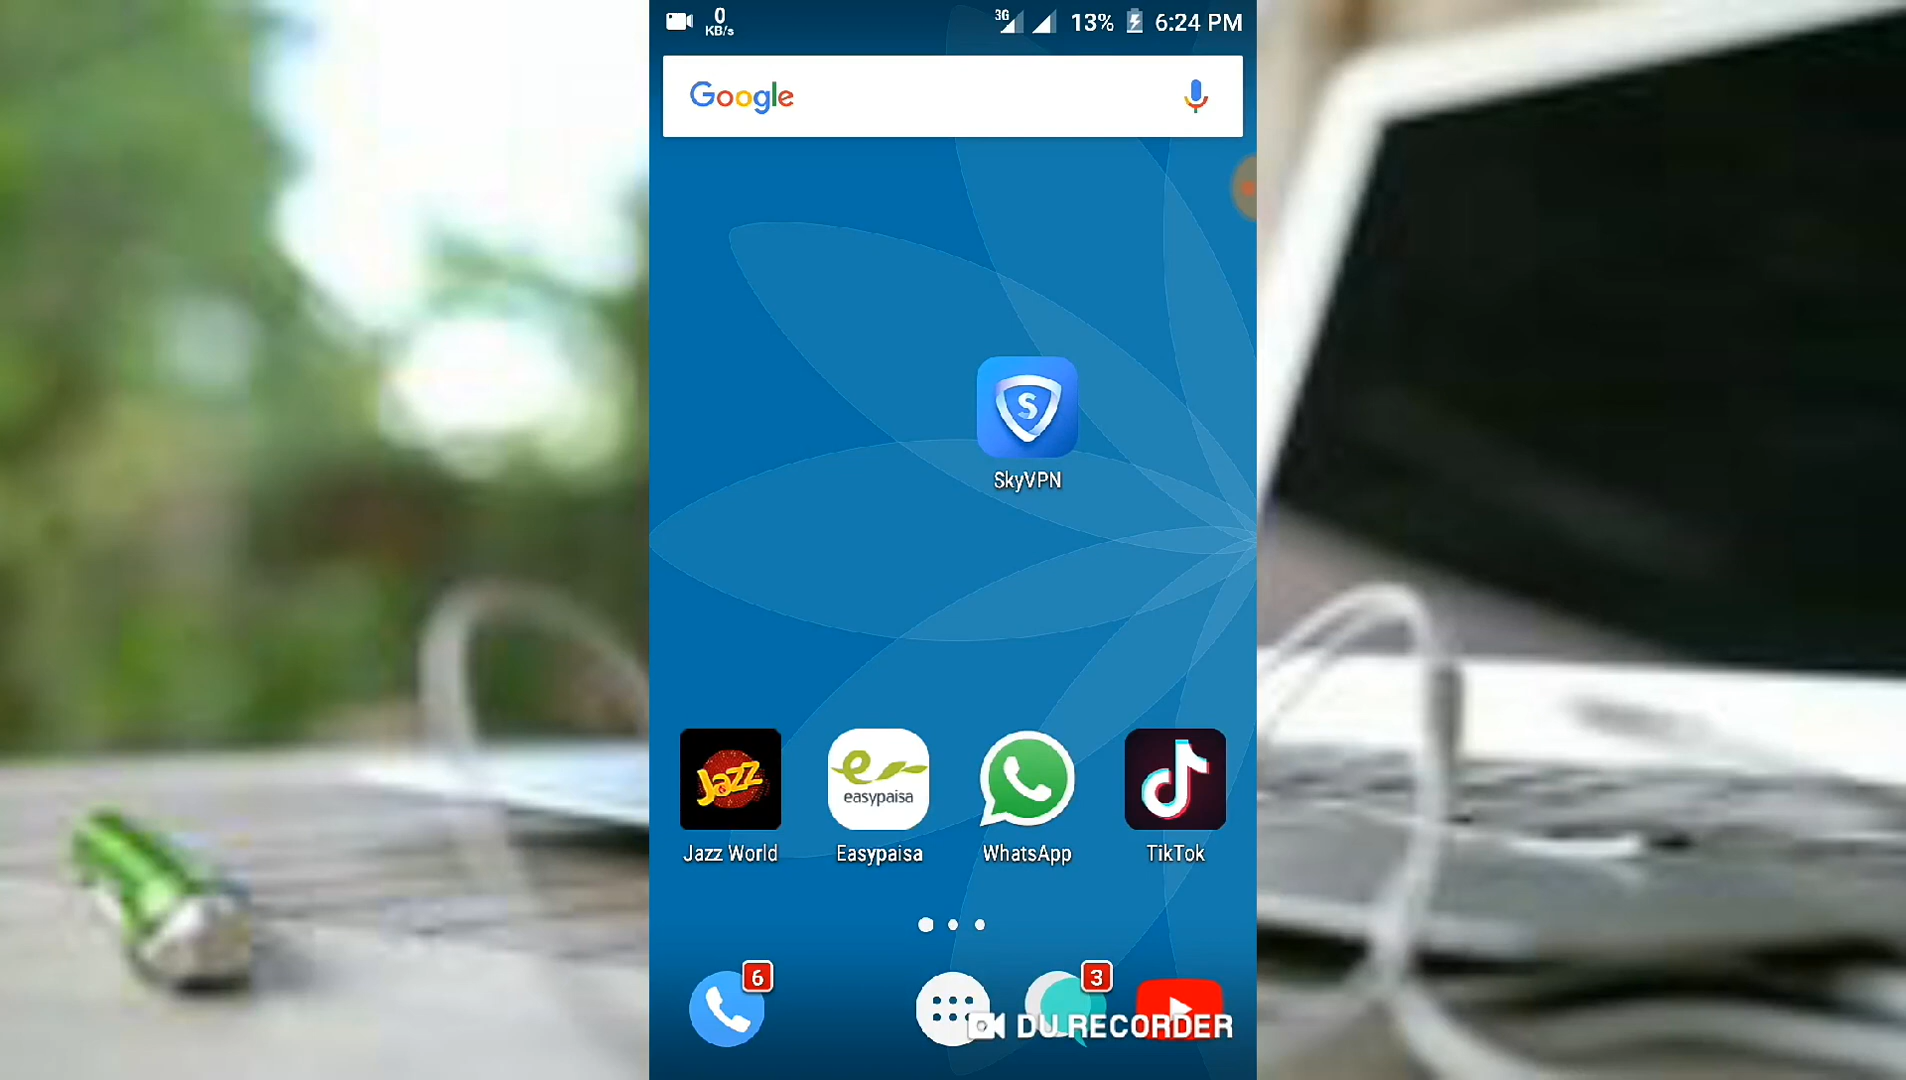 0
KB/s
3G
13%
6:24 PM
Google
S
SkyVPN
Jazz
easypaisa
Jazz World
Easypaisa
WhatsApp
TikTok
6
3
DU RECORDER